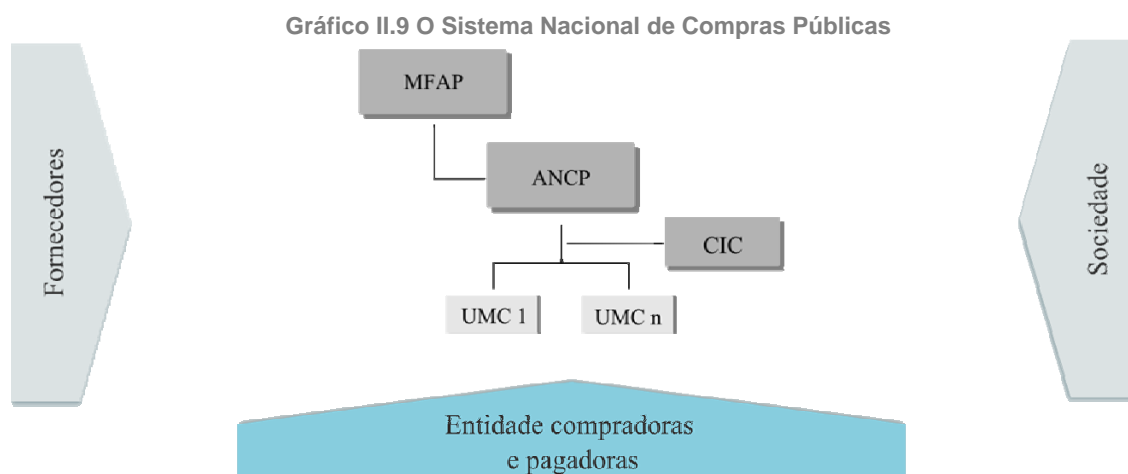 Gráfico II.9 O Sistema Nacional de Compras Públicas
MFAP
ANCP
CIC
UMC 1
UMC n
Fornecedores
Sociedade
Entidade compradoras
e pagadoras